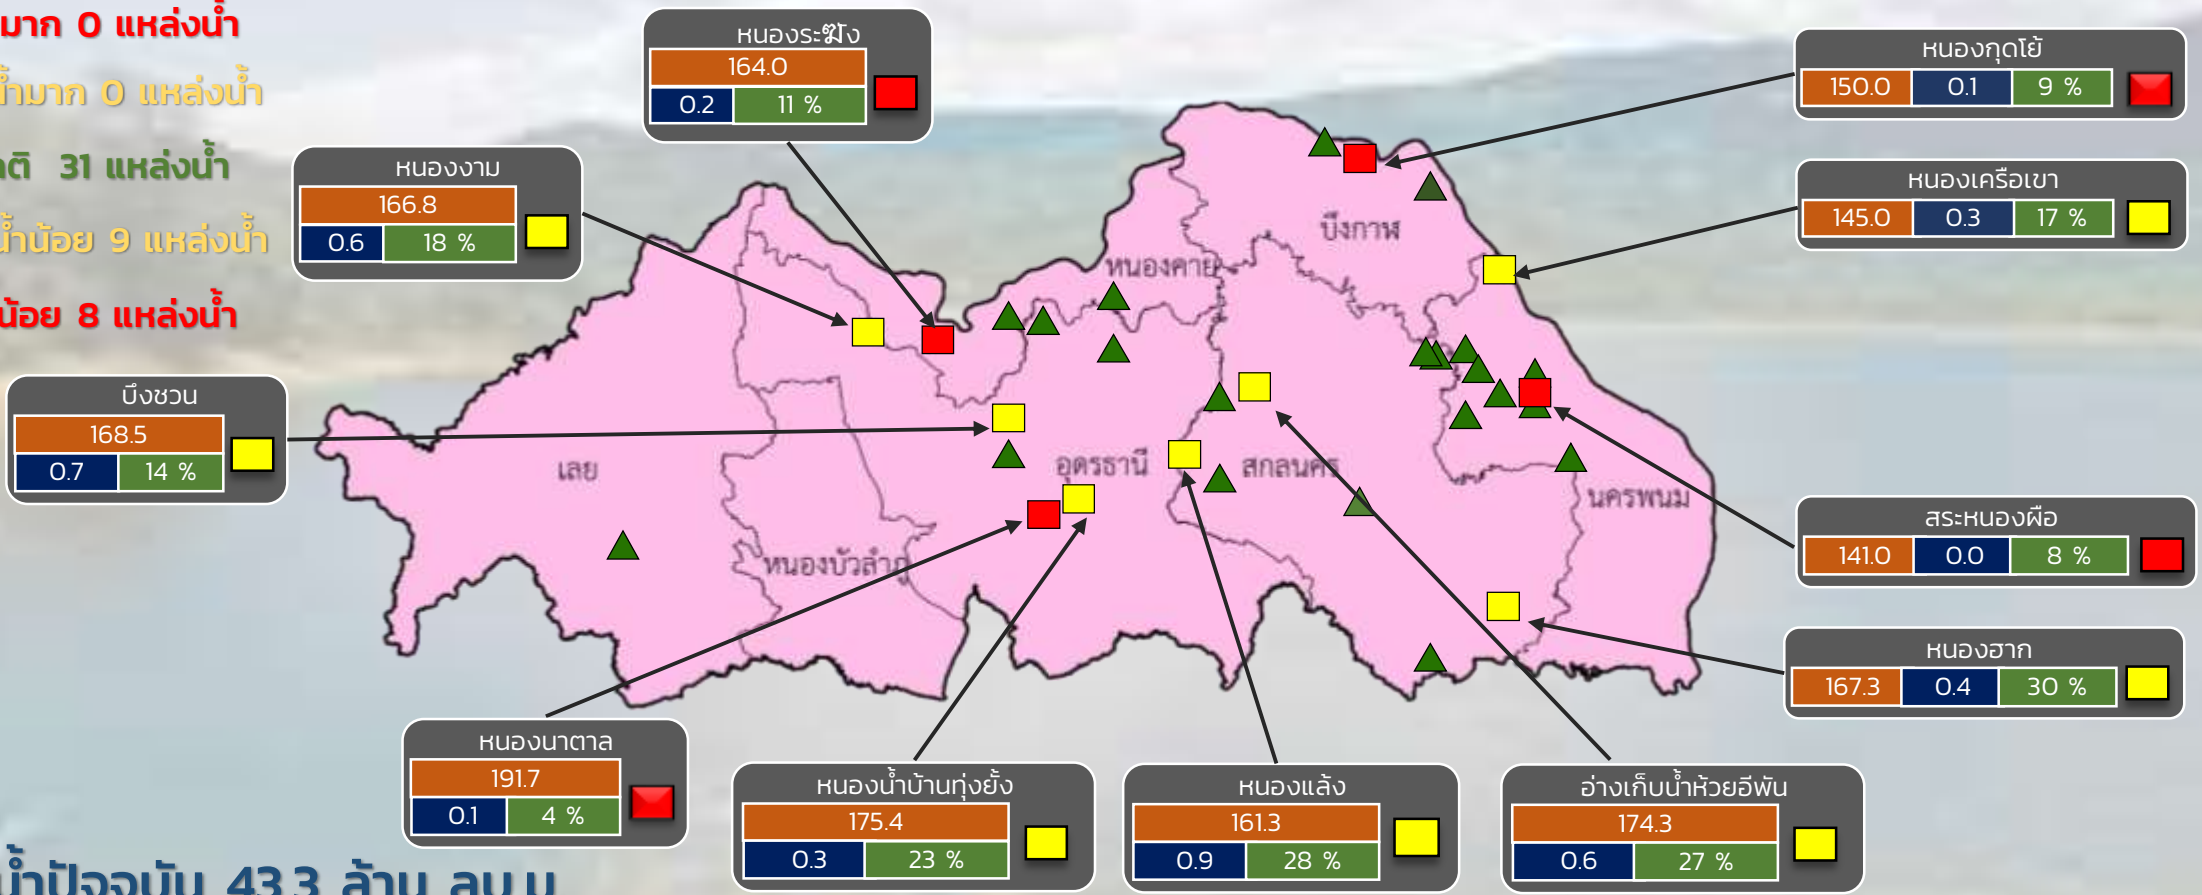 มาก 0 แหล่งน้ำ
น้ำมาก 0 แหล่งน้ำ
31 แหล่งน้ำ
น้ำน้อย 9 แหล่งน้ำ
น้อย 8 แหล่งน้ำ
หนองระฆัง
164.0
0.2 11 %
หนองกุดโย้
150.0 0.1 9 %
หนองงาม
166.8
0.6 18 %
หนองเครือเขา
145.0 0.3 17 %
บึงกาฬ
หนองคาย
บึงชวน
168.5
0.7 14 %
เลย
อุดรธานี
สกลนคร
นครพนม
หนองบัวลำภู
สระหนองผือ
141.0 0.0 8 %
หนองฮาก
167.3 0.4 30 %
หนองนาตาล
191.7
0.1 4 %
หนองน้ำบ้านทุ่งยั้ง
175.4
0.3 23 %
หนองแล้ง
161.3
0.9 28 %
อ่างเก็บน้ำห้วยอีพัน
174.3
0.6 27 %
น้ำปัจจุบัน 43.3 ล้าน ลบ.ม